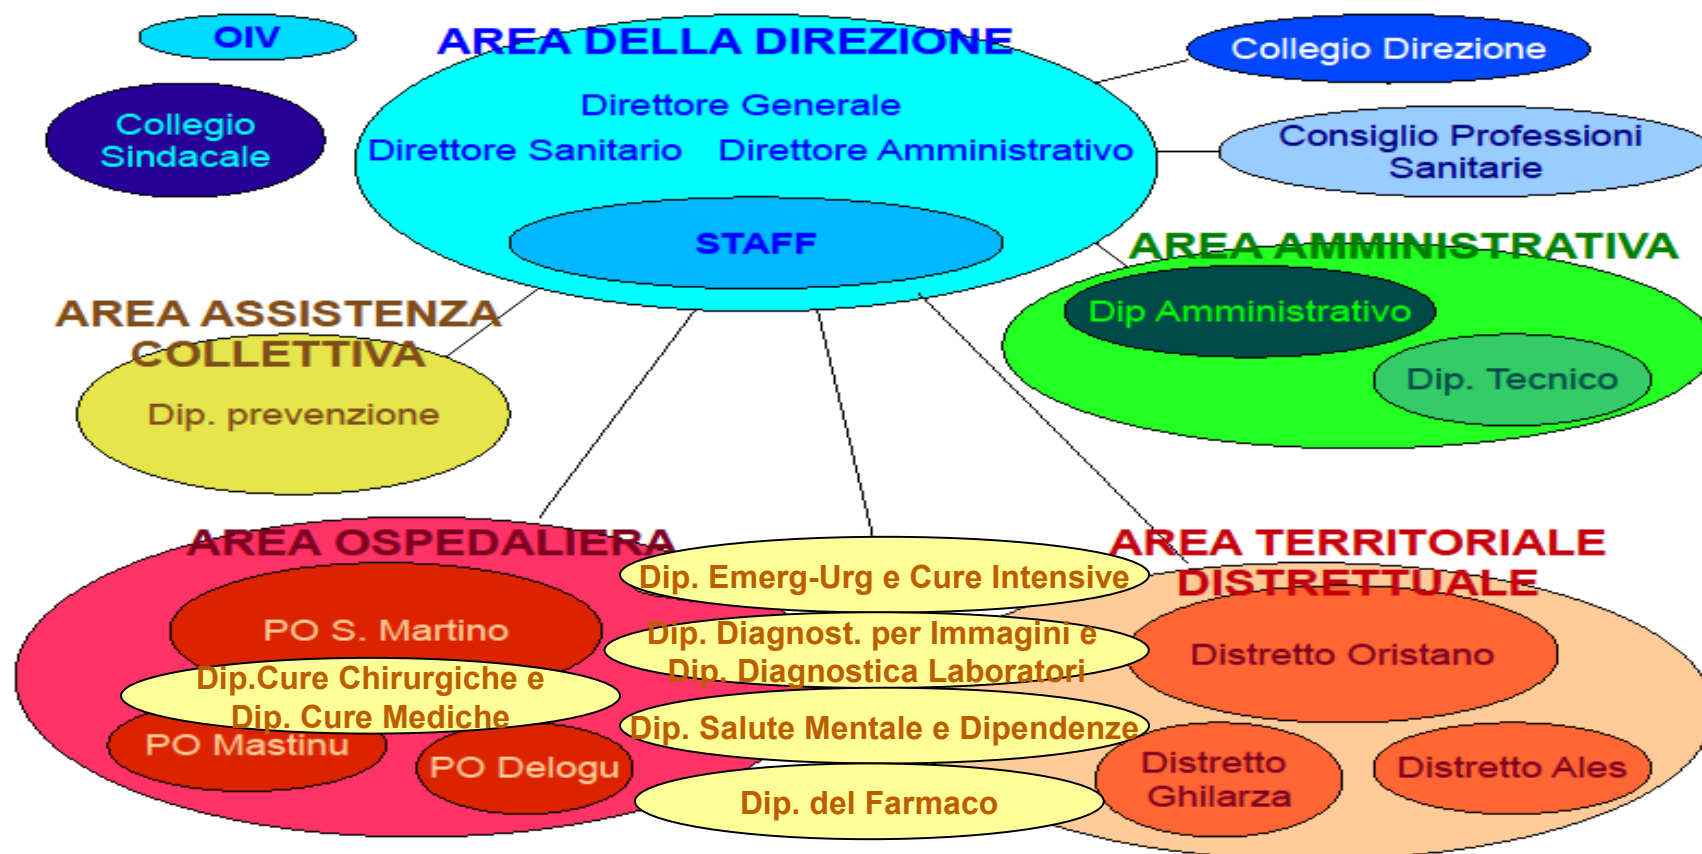 OIV
AREA DELLA DIREZIONE
Collegio Direzione
Direttore Generale
Collegio
Sindacale
Direttore Sanitario Direttore Amministrativo
Consiglio Professioni
Sanitarie
STAFF
AREA AMMINISTRATIVA
Dip Amministrativo
Dip. Tecnico
AREA ASSISTENZA
COLLETTIVA
Dip. prevenzione
AREA OSPEDALIERA
PO S. Martino
Dip.Cure Chirurgiche e
Dip. Cure Mediche
PO Mastinu
PO Delogu
Dip. Emerg-Urg e Cure Intensive
Dip. Diagnost. per Immagini e
Dip. Diagnostica Laboratori
Dip. Salute Mentale e Dipendenze
Dip. del Farmaco
AREA TERRITORIALE
DISTRETTUALE
Distretto Oristano
Distretto
Ghilarza
Distretto Ales